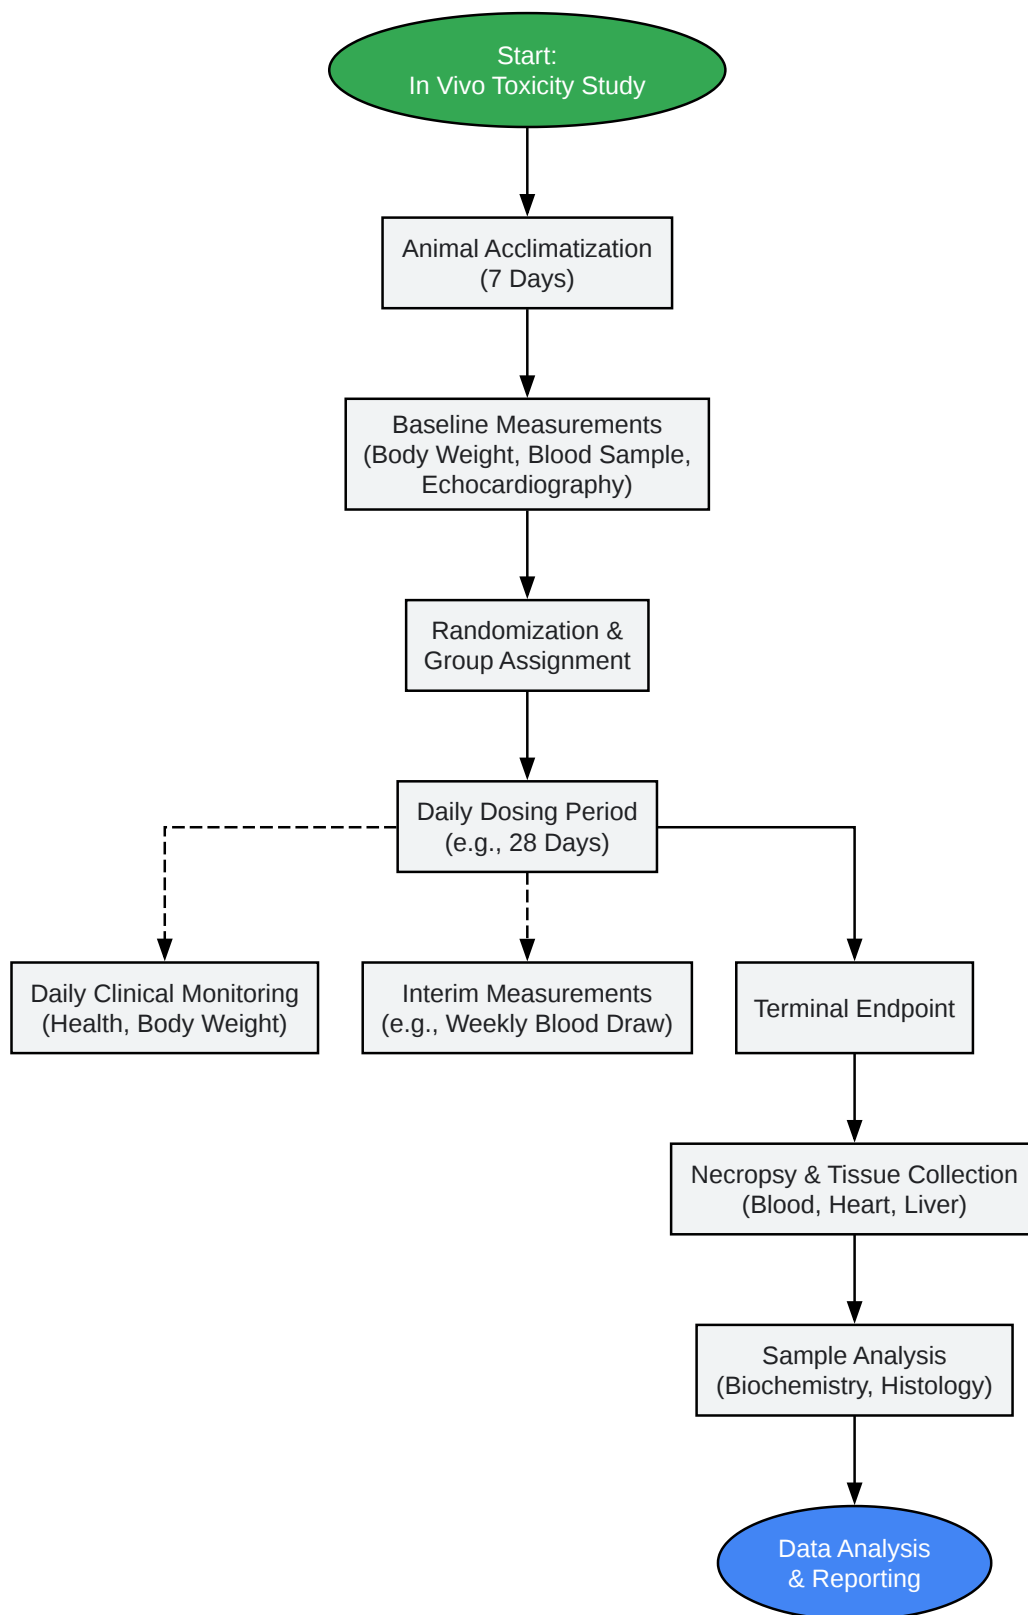 Start:
In Vivo Toxicity Study
Animal Acclimatization
(7 Days)
Baseline Measurements
(Body Weight, Blood Sample,
Echocardiography)
Randomization &
Group Assignment
Daily Dosing Period
(e.g., 28 Days)
Daily Clinical Monitoring
(Health, Body Weight)
Interim Measurements
(e.g., Weekly Blood Draw)
Terminal Endpoint
Necropsy & Tissue Collection
(Blood, Heart, Liver)
Sample Analysis
(Biochemistry, Histology)
Data Analysis
& Reporting